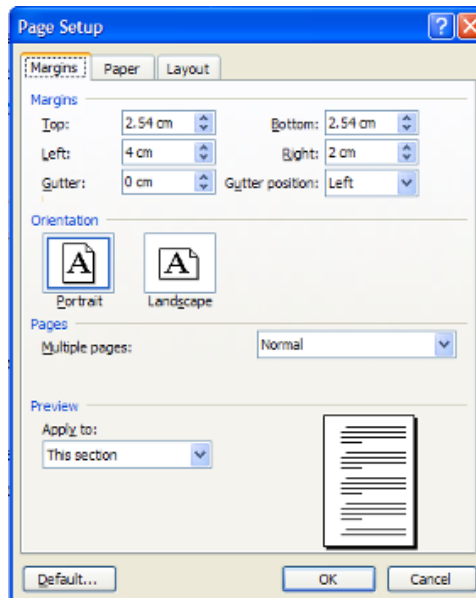 Page Setup
Margins Paper Layout
Margins
Top: 2.54 cm Bottom: 2.54 cm
Left: 4 cm Right: 2 cm
Gutter: 0 cm Gutter position: Left
Orientation
A A
Portrait Landscape
Pages
Multiple pages: Normal
Preview
Apply to:
This section
Default... OK Cancel